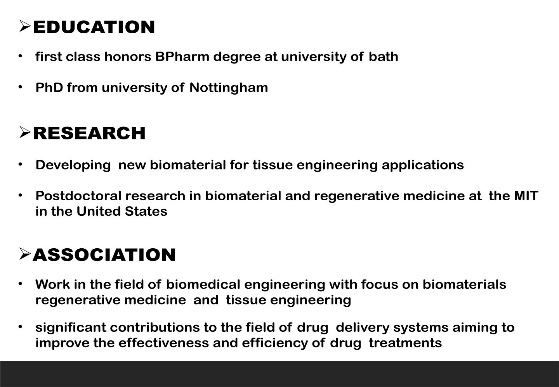 ➢EDUCATION
• first class honors BPharm degree at university of bath
• PhD from university of Nottingham
➢RESEARCH
• Developing new biomaterial for tissue engineering applications
• Postdoctoral research in biomaterial and regenerative medicine at the MIT
in the United States
➢ASSOCIATION
• Work in the field of biomedical engineering with focus on biomaterials
regenerative medicine and tissue engineering
• significant contributions to the field of drug delivery systems aiming to
improve the effectiveness and efficiency of drug treatments